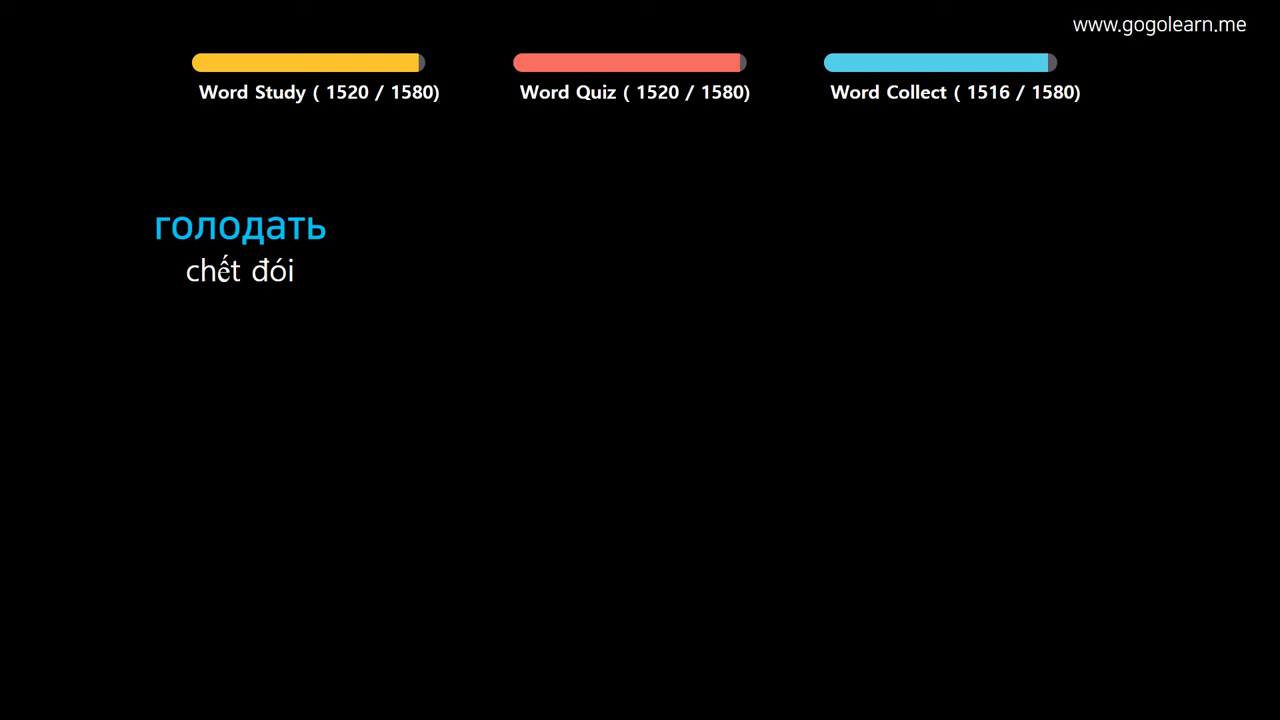 www.gogolearn.me
Word Study ( 1520 / 1580)
Word Quiz ( 1520 / 1580)
Word Collect ( 1516 / 1580)
голодать
chết đói